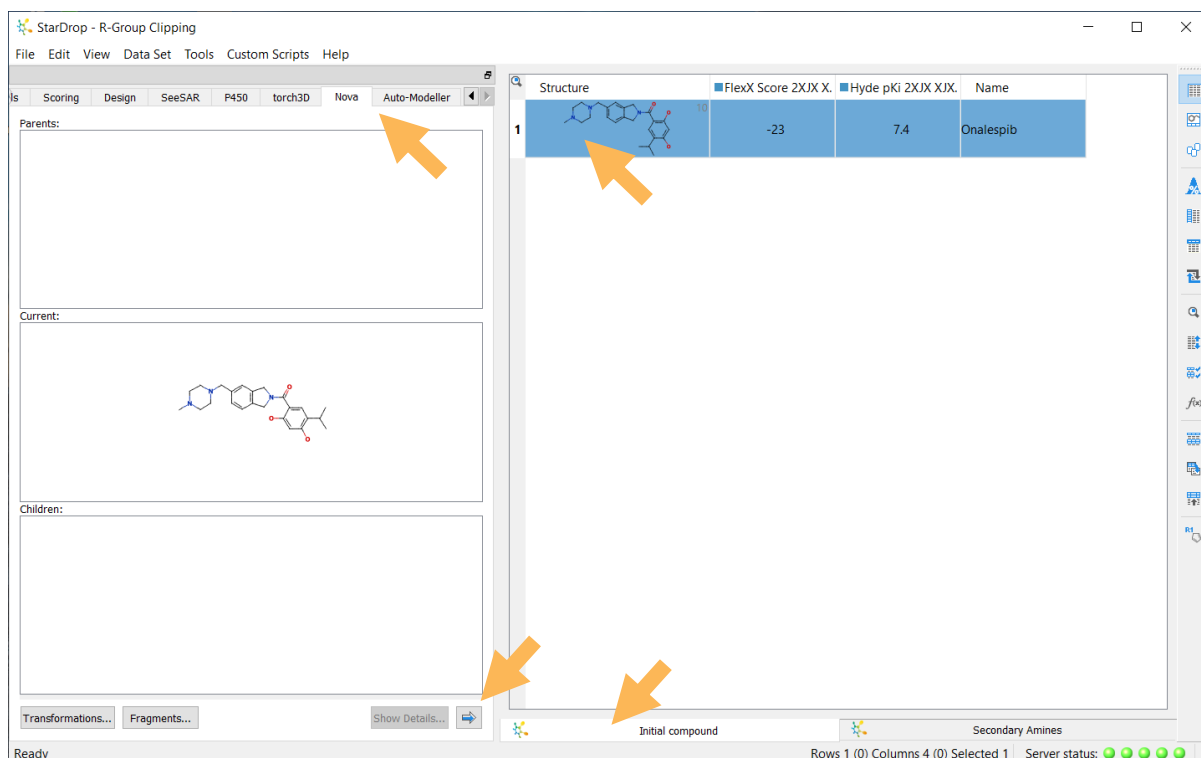 StarDrop - R-Group Clipping
File Edit View Data Set Tools Custom Scripts Help
ls Scoring Design SeeSAR P450 torch3D Nova Auto-Modeller
Parents:
Current:
N
N
N
O
O
O
Children:
Transformations... Fragments... Show Details...
Structure FlexX Score 2XJX X. Hyde pKi 2XJX XJX. Name
10
1 -23 7.4 Onalespib
Initial compound Secondary Amines
f(x)
R1
Ready Rows 1 (0) Columns 4 (0) Selected 1 Server status: